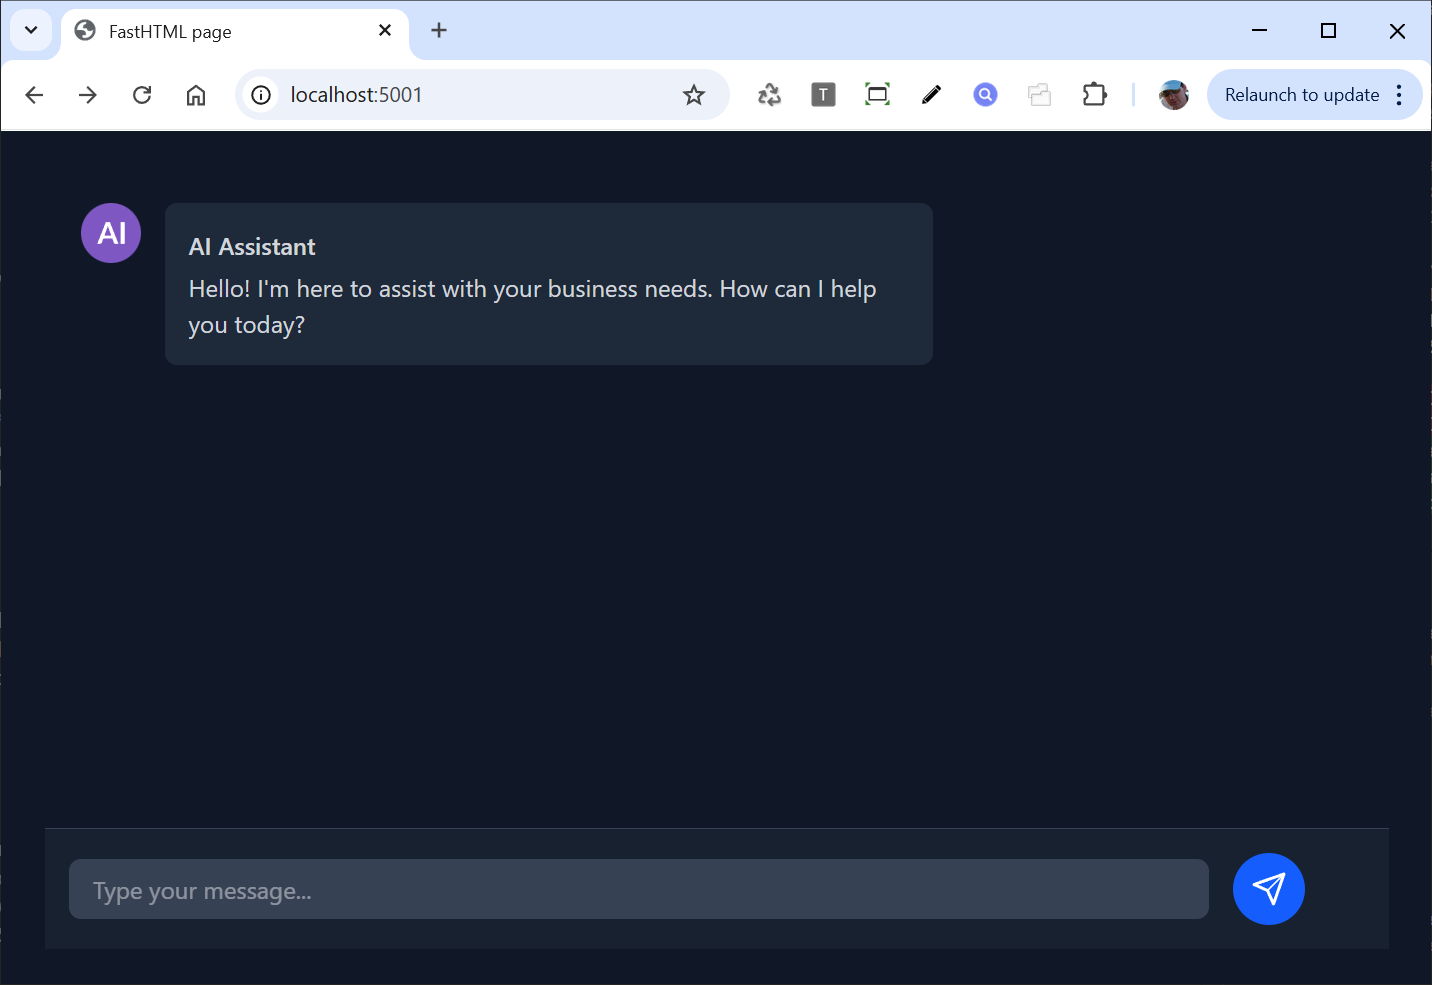 FastHTML page
localhost:5001
T
Relaunch to update
AI
AI Assistant
Hello! I'm here to assist with your business needs. How can I help
you today?
Type your message...